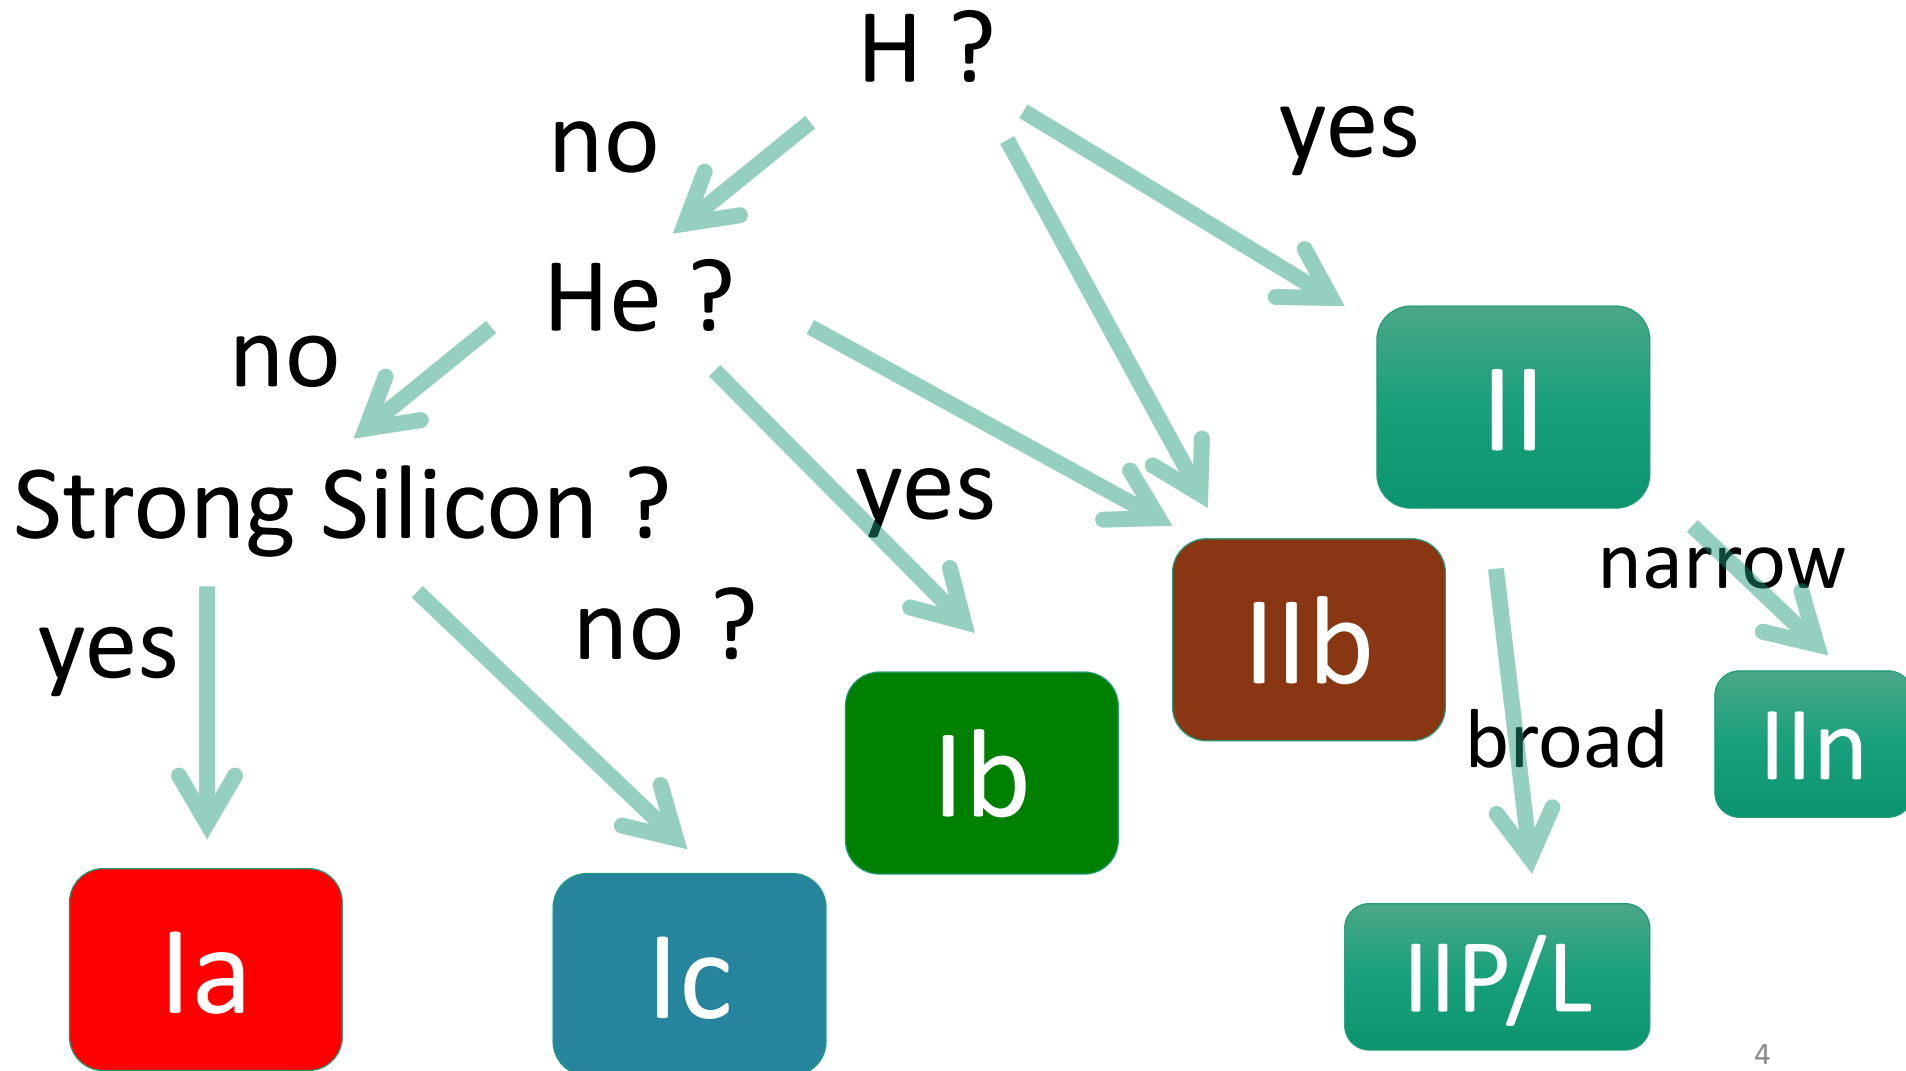 H ?
no
yes
He ?
no
II
yes
Strong Silicon ?
narrow
yes
no ?
IIb
broad
IIn
Ib
Ia
Ic
IIP/L
4